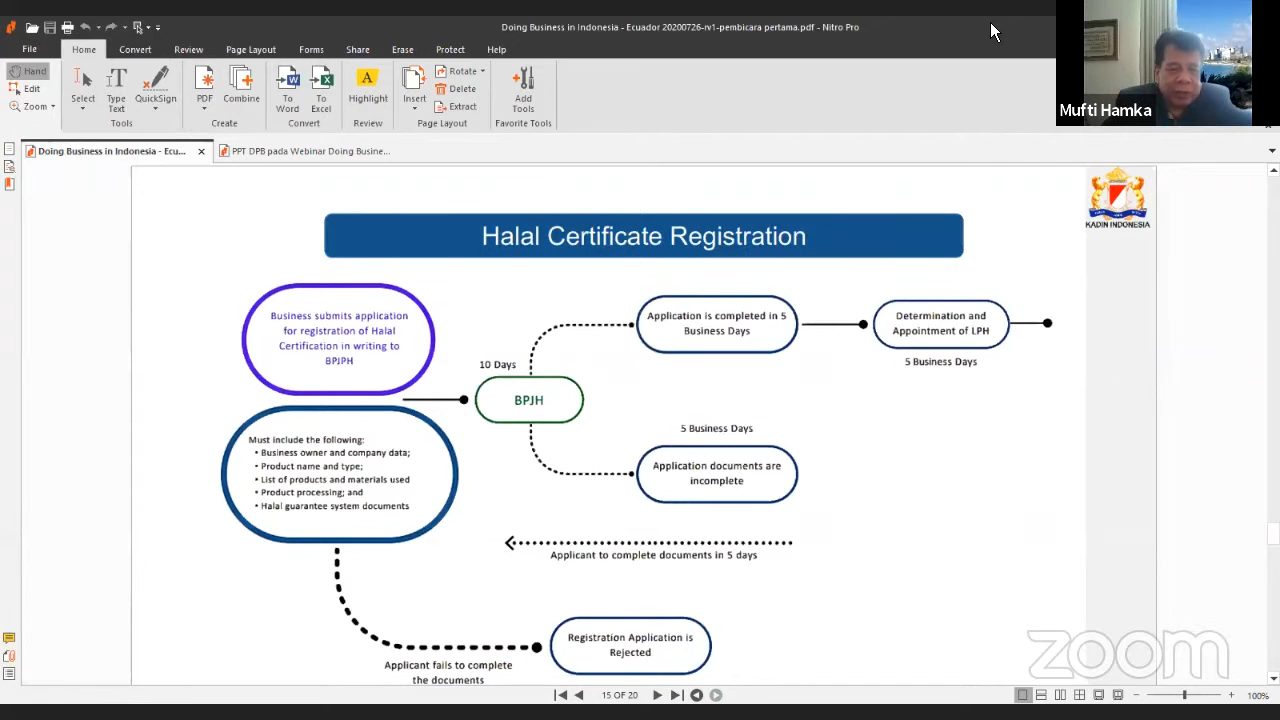 Doing Business in Indonesia - Ecuador 20200726-rv1-pembicara pertama.pdf - Nitro Pro
File
Home
Convert
Review
Page Layout
Forms
Share
Erase
Protect
Help
Hand
Edit
Zoom
Select
Type
Text
QuickSign
Tools
PDF
Combine
Create
To
Word
To
Excel
Convert
Highlight
Review
Insert
Rotate
Delete
Extract
Page Layout
Add
Tools
Favorite Tools
Mufti Hamka
Doing Business in Indonesia - Ecu...
PPT DPB pada Webinar Doing Busine...
KADIN INDONESIA
Halal Certificate Registration
Business submits application
for registration of Halal
Certification in writing to
BPJPH
Must include the following:
• Business owner and company data;
• Product name and type;
• List of products and materials used
• Product processing; and
• Halal guarantee system documents
10 Days
BPJH
Application is completed in 5
Business Days
Determination and
Appointment of LPH
5 Business Days
5 Business Days
Application documents are
incomplete
Applicant to complete documents in 5 days
Applicant fails to complete
the documents
Registration Application is
Rejected
zoom
15 OF 20
100%